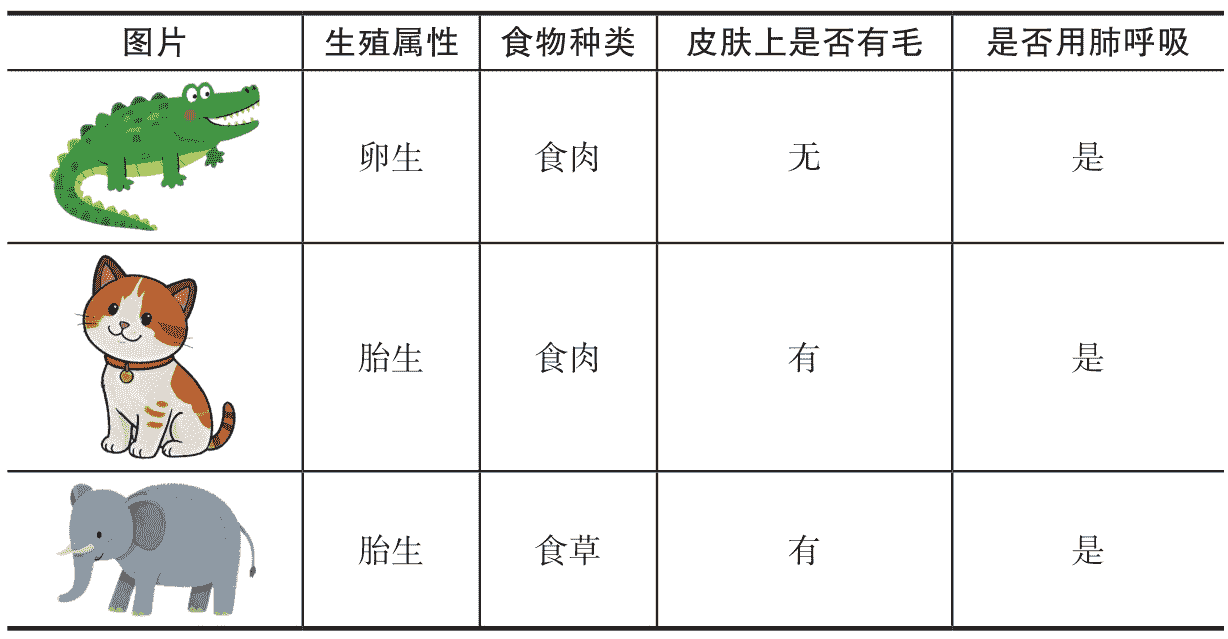 图片 生殖属性 食物种类 皮肤上是否有毛 是否用肺呼吸
卵生 食肉 无 是
胎生 食肉 有 是
胎生 食草 有 是